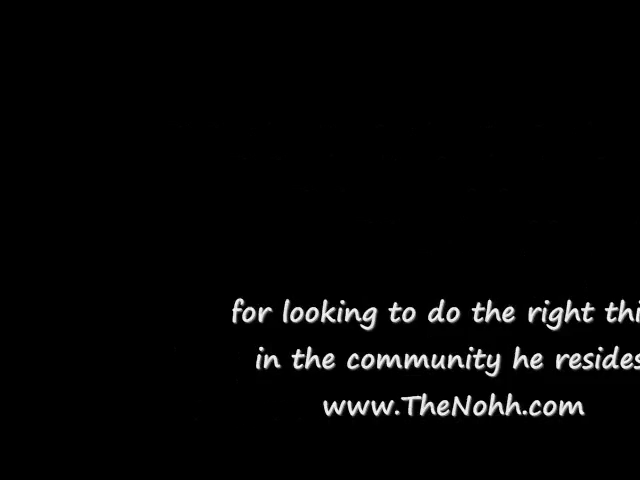 for looking to do the right thi
in the community he resides
www.TheNohh.com